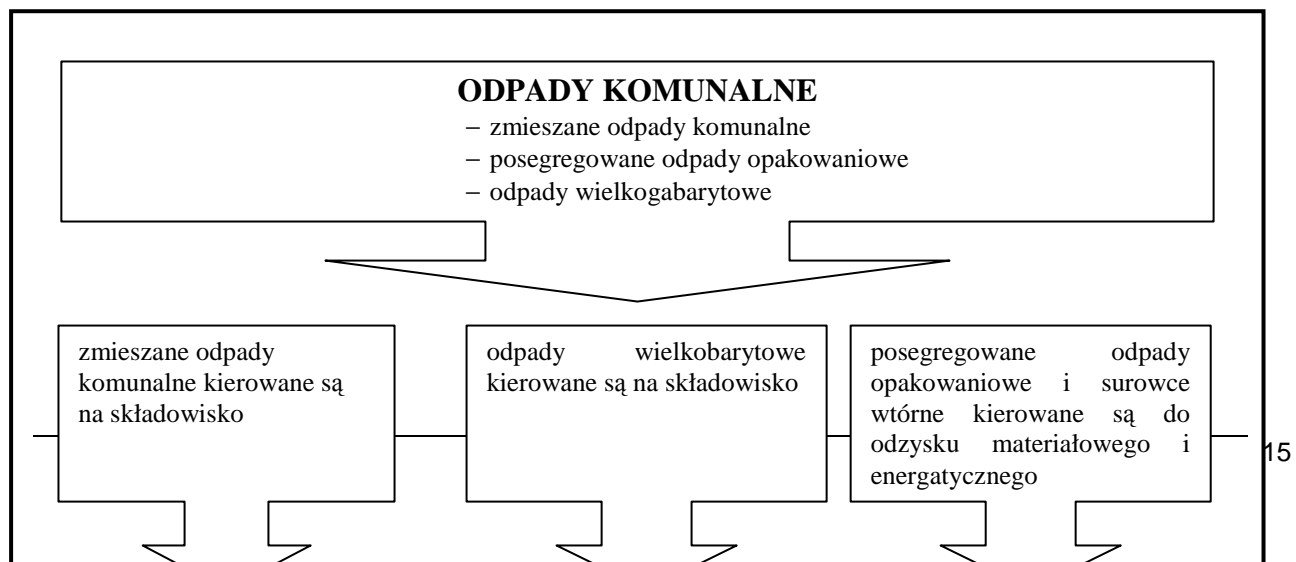 ODPADY KOMUNALNE
– zmieszane odpady komunalne
– posegregowane odpady opakowaniowe
– odpady wielkogabarytowe
zmieszane odpady
komunalne kierowane są
na składowisko
odpady wielkobarytowe
kierowane są na składowisko
posegregowane odpady
opakowaniowe i surowce
wtórne kierowane są do
odzysku materiałowego i
energatycznego
15